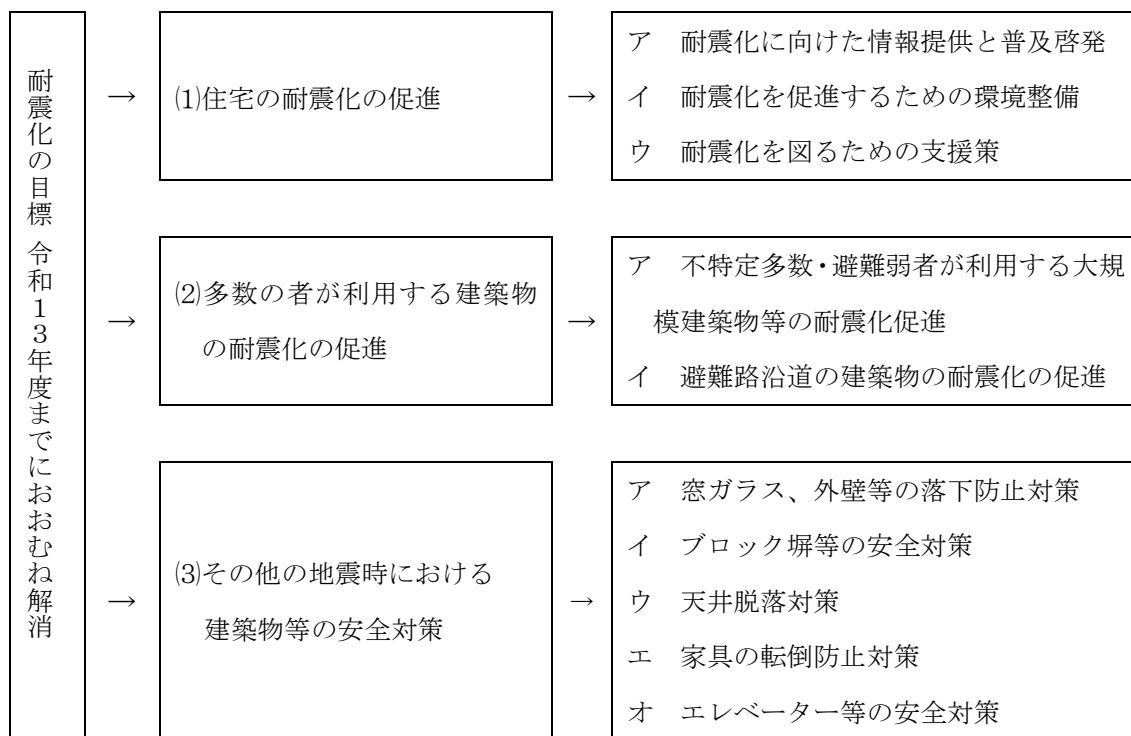 耐震化の目標 令和13年度までにおおむね解消
→
⑴住宅の耐震化の促進
→
ア 耐震化に向けた情報提供と普及啓発
イ 耐震化を促進するための環境整備
ウ 耐震化を図るための支援策
→
⑵多数の者が利用する建築物
の耐震化の促進
→
ア 不特定多数・避難弱者が利用する大規
模建築物等の耐震化促進
イ 避難路沿道の建築物の耐震化の促進
→
⑶その他の地震時における
建築物等の安全対策
→
ア 窓ガラス、外壁等の落下防止対策
イ ブロック塀等の安全対策
ウ 天井脱落対策
エ 家具の転倒防止対策
オ エレベーター等の安全対策